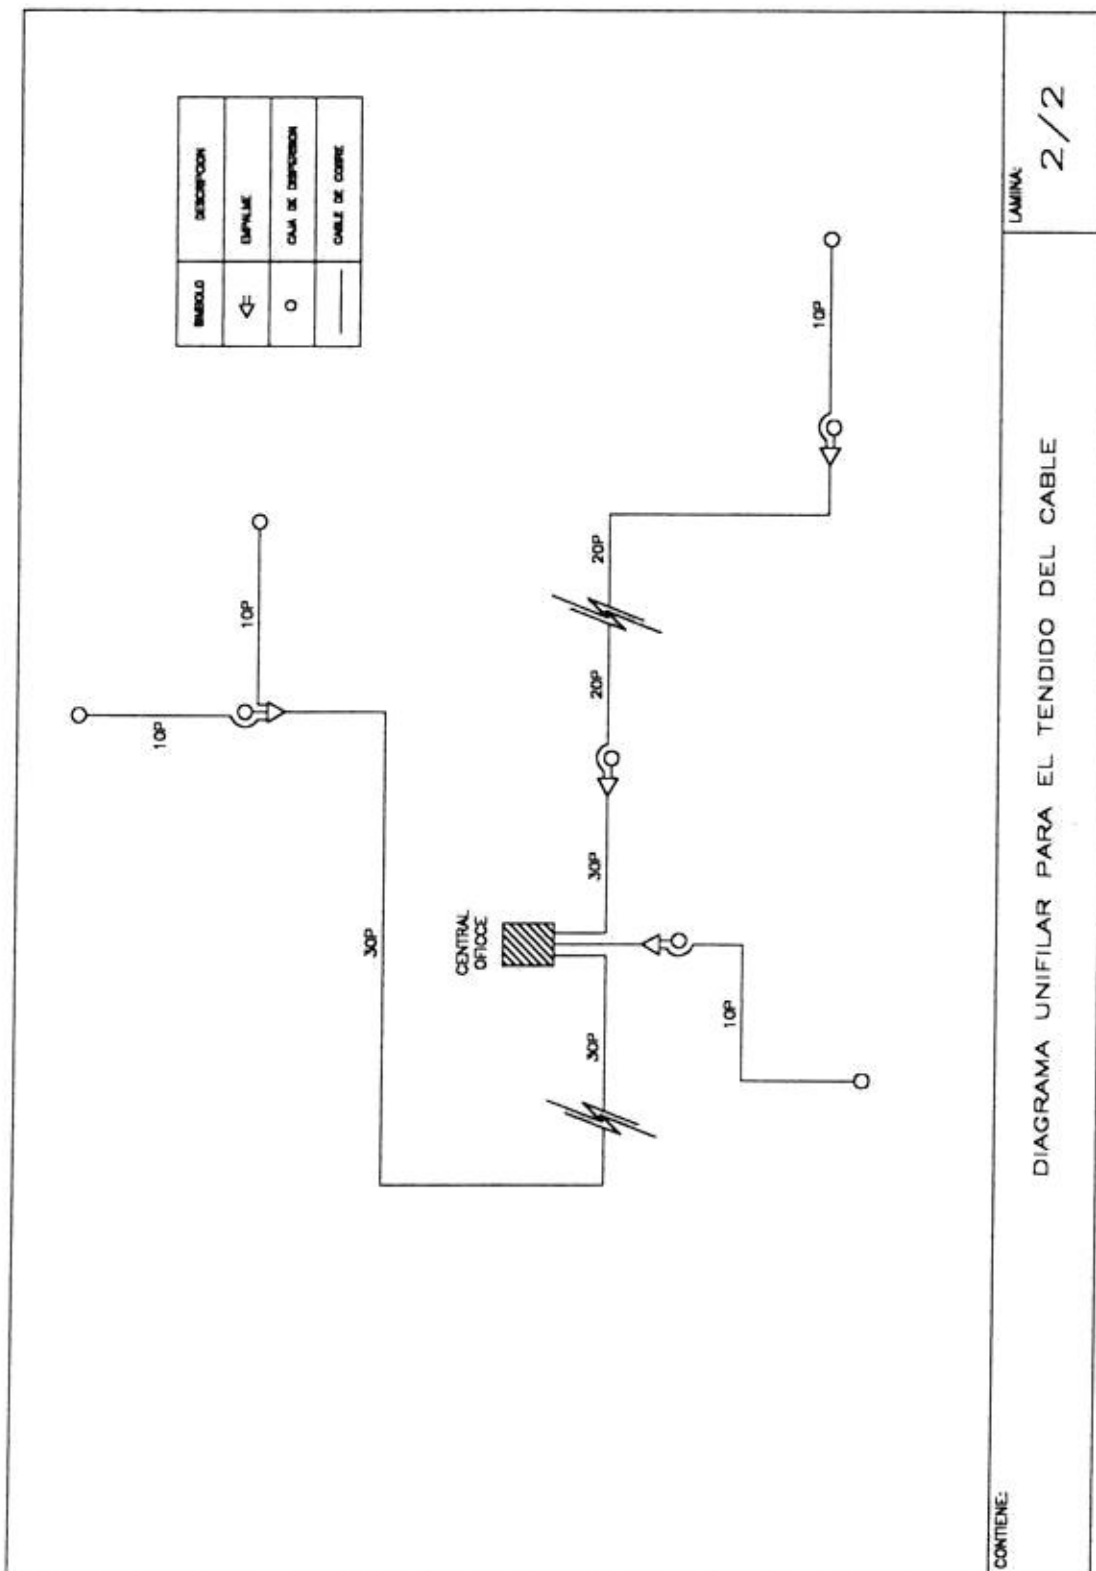 SIMBOLO DESCRIPCION
EMPALME
CAJA DE DISPERSION
CABLE DE COBRE
10P
10P
30P
CENTRAL
OFICCE
30P
30P
20P
20P
10P
10P
CONTIENE:
DIAGRAMA UNIFILAR PARA EL TENDIDO DEL CABLE
LAMINA:
2/2